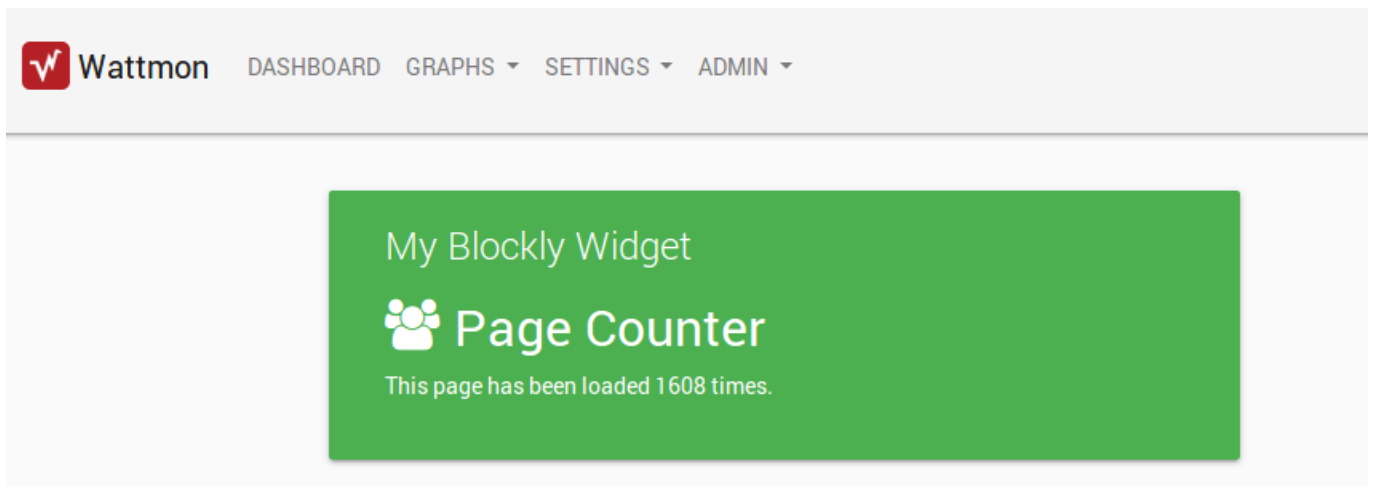 Wattmon DASHBOARD GRAPHS SETTINGS ADMIN
My Blockly Widget
Page Counter
This page has been loaded 1608 times.